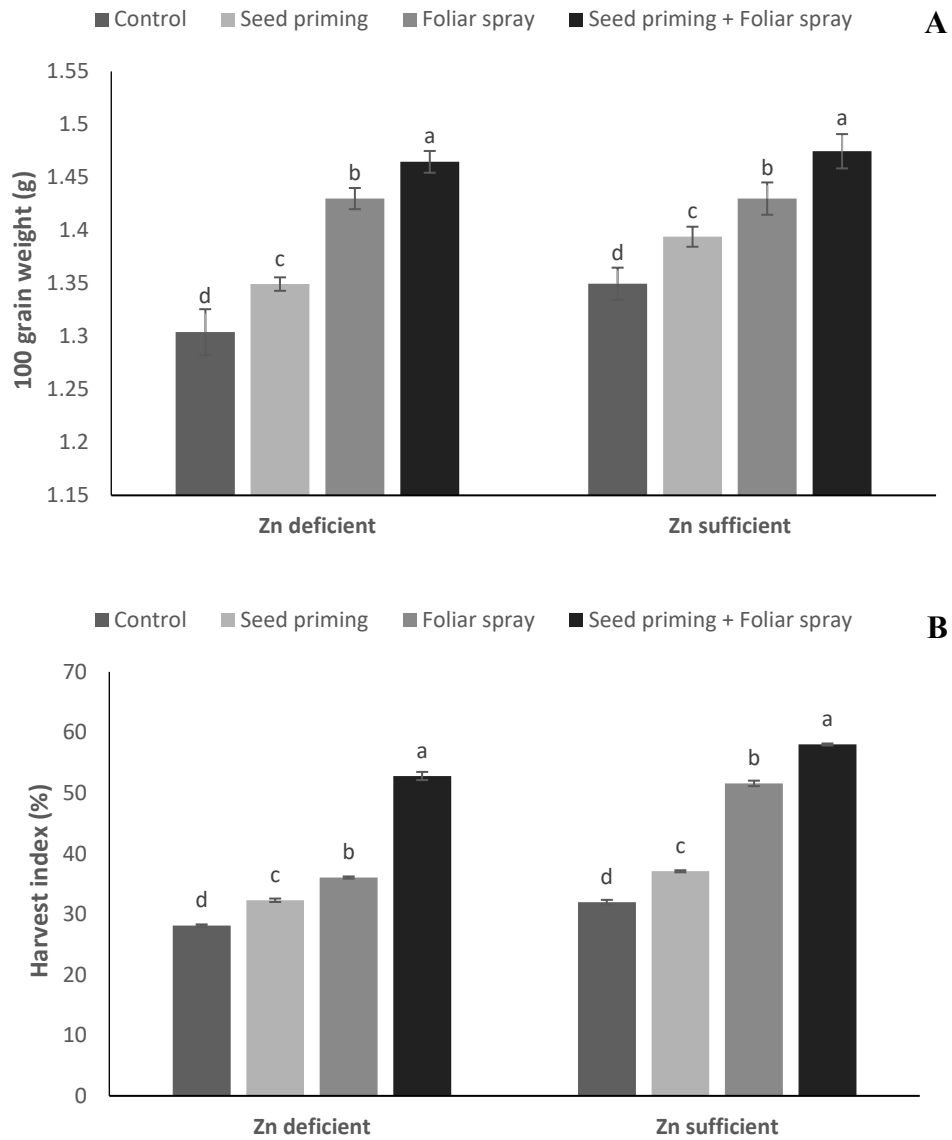 Control Seed priming Foliar spray Seed priming + Foliar spray A
1.55
1.5
1.45
1.4
1.35
1.3
1.25
1.2
1.15
100 grain weight (g)
d c b a d c b a
Zn deficient Zn sufficient
Control Seed priming Foliar spray Seed priming + Foliar spray B
70
60
50
40
30
20
10
0
Harvest index (%)
d c b a d c b a
Zn deficient Zn sufficient